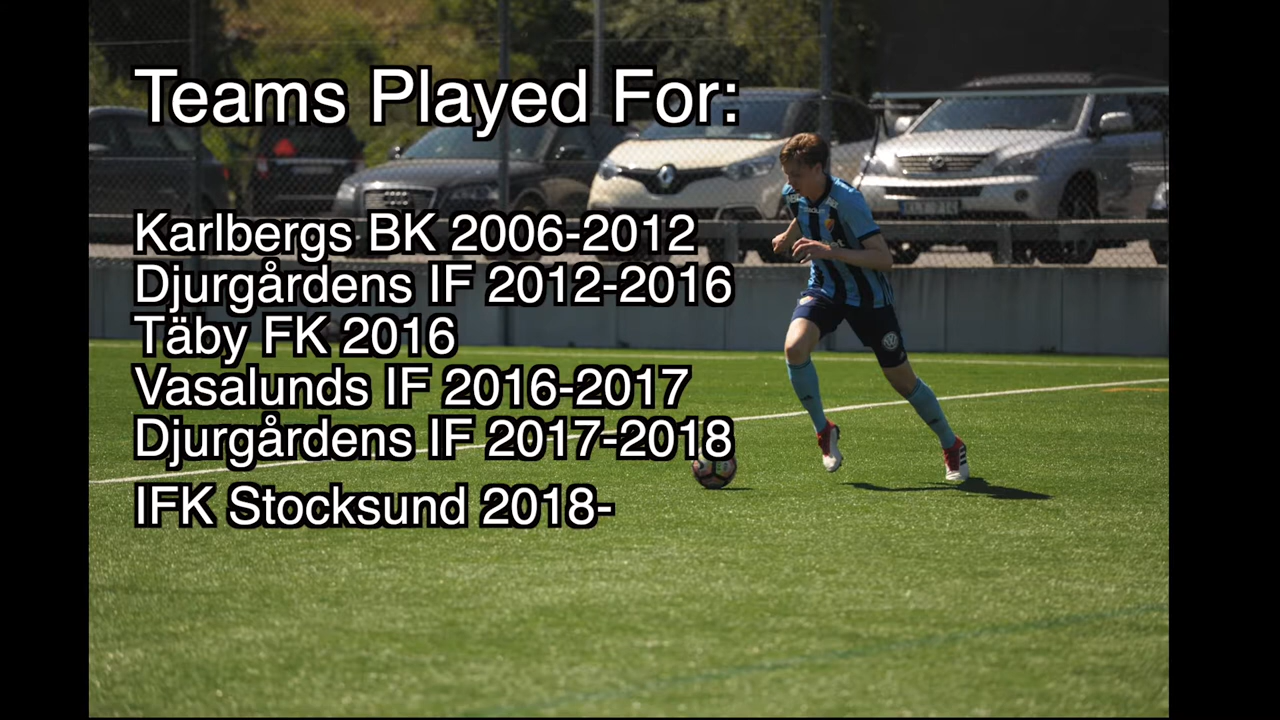 Teams Played For:
Karlbergs BK 2006-2012
Djurgårdens IF 2012-2016
Täby FK 2016
Vasalunds IF 2016-2017
Djurgårdens IF 2017-2018
IFK Stocksund 2018-